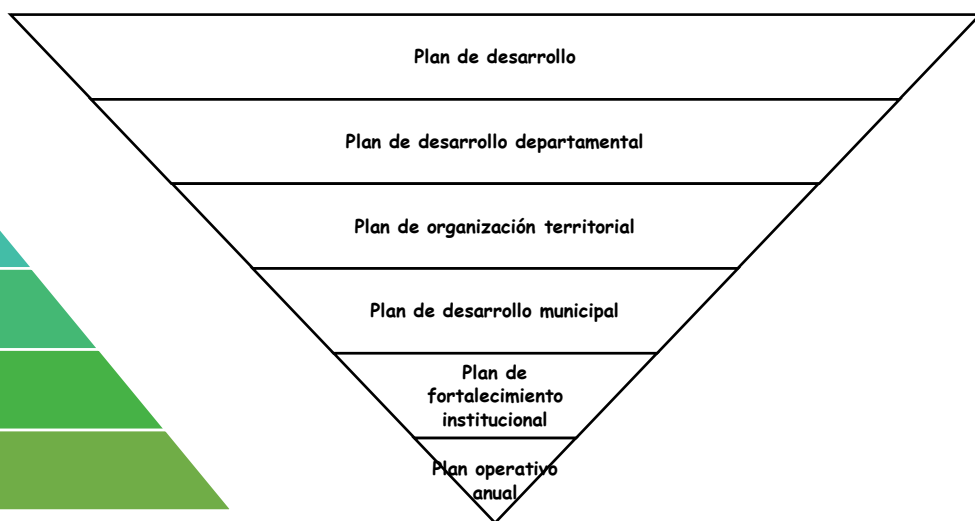 Plan de desarrollo
Plan de desarrollo departamental
Plan de organización territorial
Plan de desarrollo municipal
Plan de
fortalecimiento
institucional
Plan operativo
anual